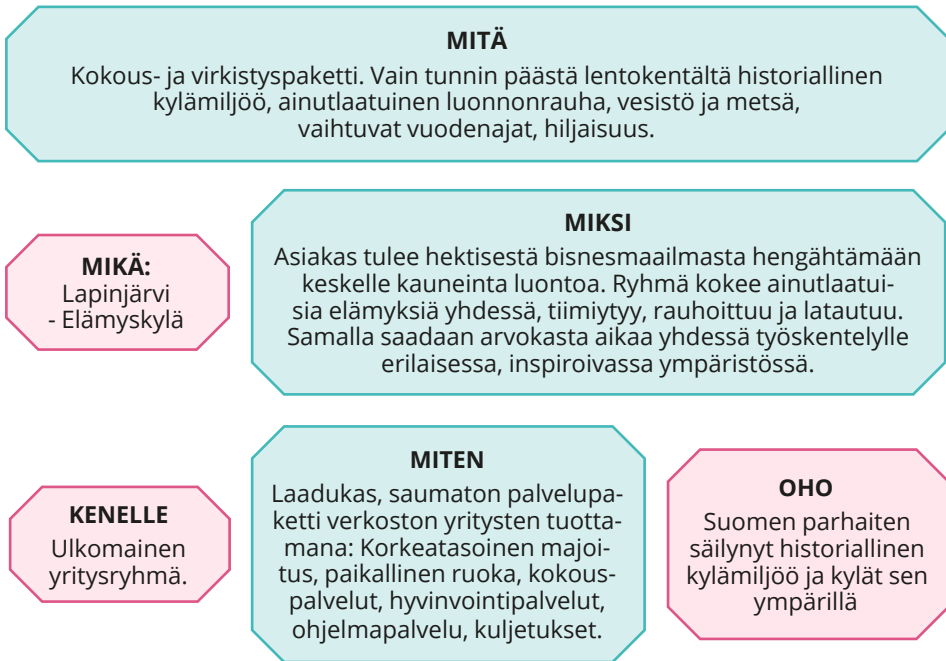 MITÄ
Kokous- ja virkistyspaketti. Vain tunnin päästä lentokentältä historiallinen
kylämiljöö, ainutlaatuinen luonnonrauha, vesistö ja metsä,
vaihtuvat vuodenajat, hiljaisuus.
MIKÄ:
Lapinjärvi
- Elämyskylä
MIKSI
Asiakas tulee hektisestä bisnesmaailmasta hengähtämään
keskelle kauneinta luontoa. Ryhmä kokee ainutlaatui-
sia elämyksiä yhdessä, tiimiytyy, rauhoittuu ja latautuu.
Samalla saadaan arvokasta aikaa yhdessä työskentelylle
erilaisessa, inspiroivassa ympäristössä.
KENELLE
Ulkomainen
yritysryhmä.
MITEN
Laadukas, saumaton palvelupa-
ketti verkoston yritysten tuotta-
mana: Korkeatasoinen majoi-
tus, paikallinen ruoka, kokous-
palvelut, hyvinvointipalvelut,
ohjelmapalvelu, kuljetukset.
OHO
Suomen parhaiten
säilynyt historiallinen
kylämiljöö ja kylät sen
ympärillä